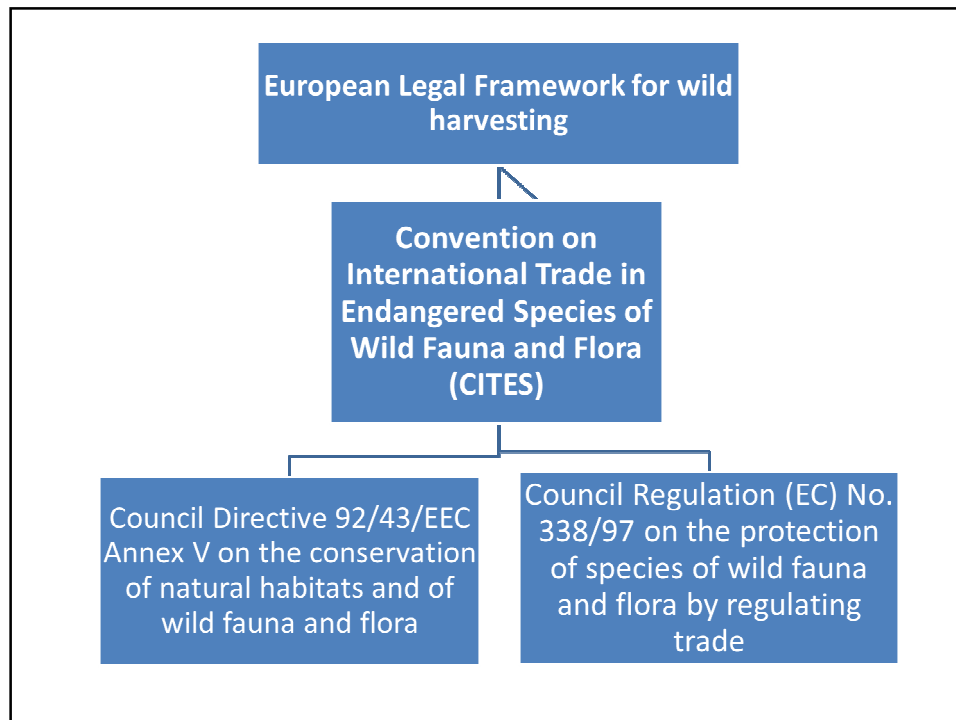 European Legal Framework for wild
harvesting
Convention on
International Trade in
Endangered Species of
Wild Fauna and Flora
(CITES)
Council Directive 92/43/EEC
Annex V on the conservation
of natural habitats and of
wild fauna and flora
Council Regulation (EC) No.
338/97 on the protection
of species of wild fauna
and flora by regulating
trade